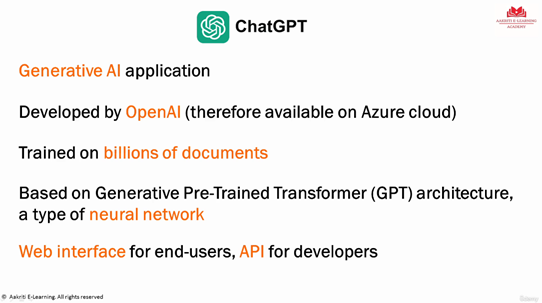 ChatGPT
AAKRITI E-LEARNING
ACADEMY
Generative AI application
Developed by OpenAI (therefore available on Azure cloud)
Trained on billions of documents
Based on Generative Pre-Trained Transformer (GPT) architecture,
a type of neural network
Web interface for end-users, API for developers
© Aakriti E-Learning. All rights reserved
Udemy